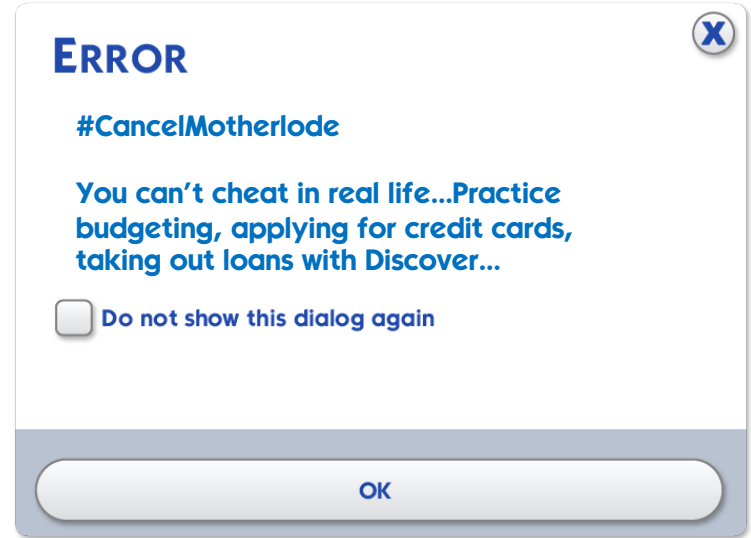 ERROR
X
#CancelMotherlode
You can't cheat in real life...Practice
budgeting, applying for credit cards,
taking out loans with Discover...
Do not show this dialog again
OK